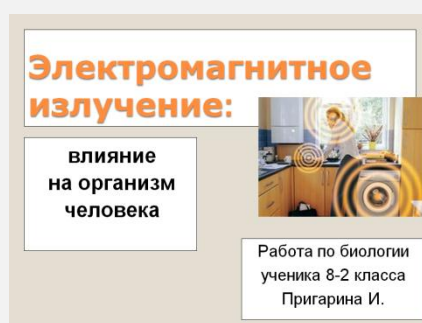 Электромагнитное
излучение:
влияние
на организм
человека
Работа по биологии
ученика 8-2 класса
Пригарина И.